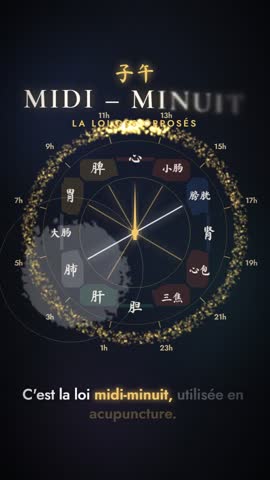 子午
MIDI – MINUIT
LA LOI DES OPPOSÉS
11h
13h
9h
15h
7h
17h
5h
19h
3h
21h
1h
23h
心
脾
小肠
胃
膀胱
大肠
肾
肺
心包
肝
三焦
胆
C'est la loi midi-minuit, utilisée en
acupuncture.